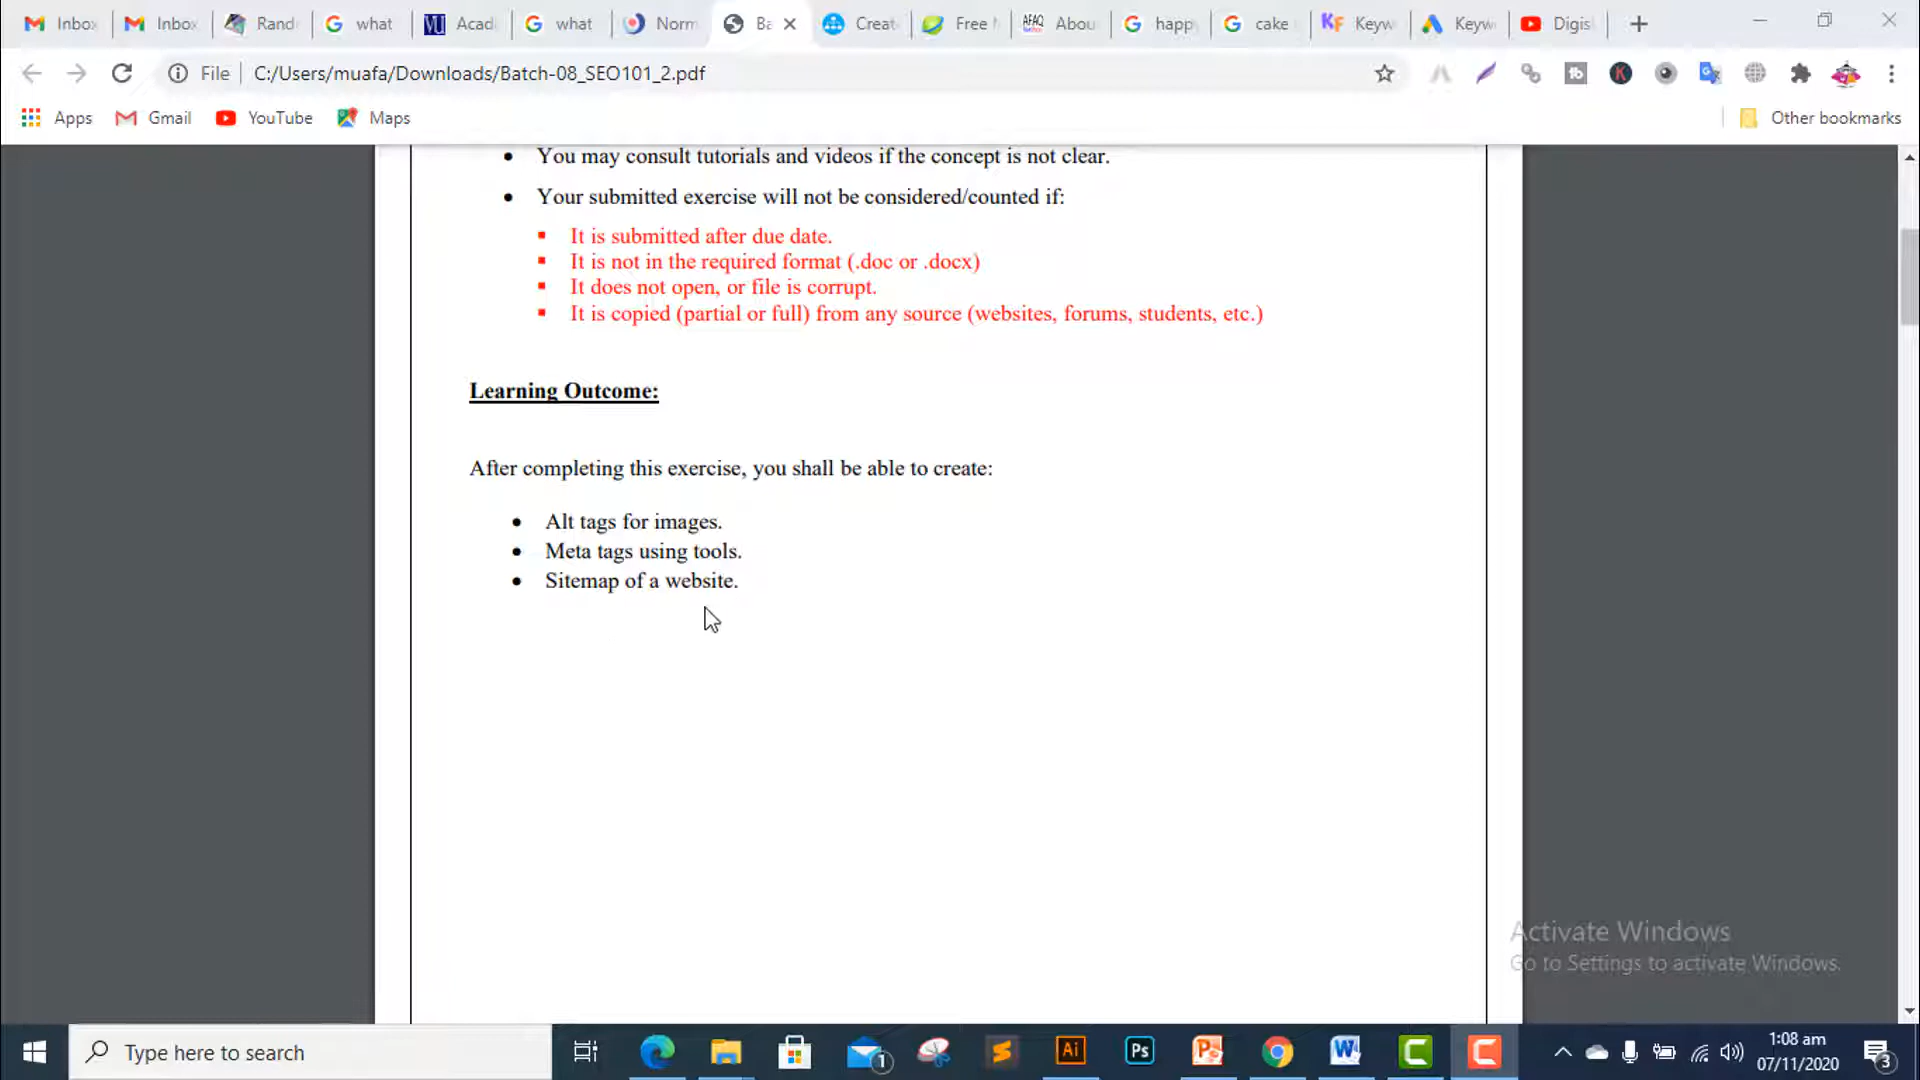 Inbox
Inbox
Rand
what
Acad
what
Norm
Ba
Creat
Free
Abou
happy
cake
Keyw
Keyw
Digis
File
C:/Users/muafa/Downloads/Batch-08_SEO101_2.pdf
Apps
Gmail
YouTube
Maps
Other bookmarks
• You may consult tutorials and videos if the concept is not clear.
• Your submitted exercise will not be considered/counted if:
▪ It is submitted after due date.
▪ It is not in the required format (.doc or .docx)
▪ It does not open, or file is corrupt.
▪ It is copied (partial or full) from any source (websites, forums, students, etc.)
Learning Outcome:
After completing this exercise, you shall be able to create:
• Alt tags for images.
• Meta tags using tools.
• Sitemap of a website.
Activate Windows
Go to Settings to activate Windows.
Type here to search
1
Ai
Ps
1:08 am
07/11/2020
3